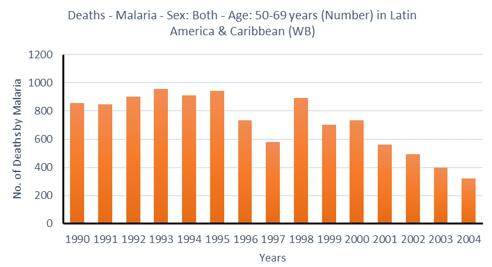 Deaths - Malaria - Sex: Both - Age: 50-69 years (Number) in Latin
America & Caribbean (WB)
1200
1000
800
600
400
200
0
No. of Deaths by Malaria
1990 1991 1992 1993 1994 1995 1996 1997 1998 1999 2000 2001 2002 2003 2004
Years